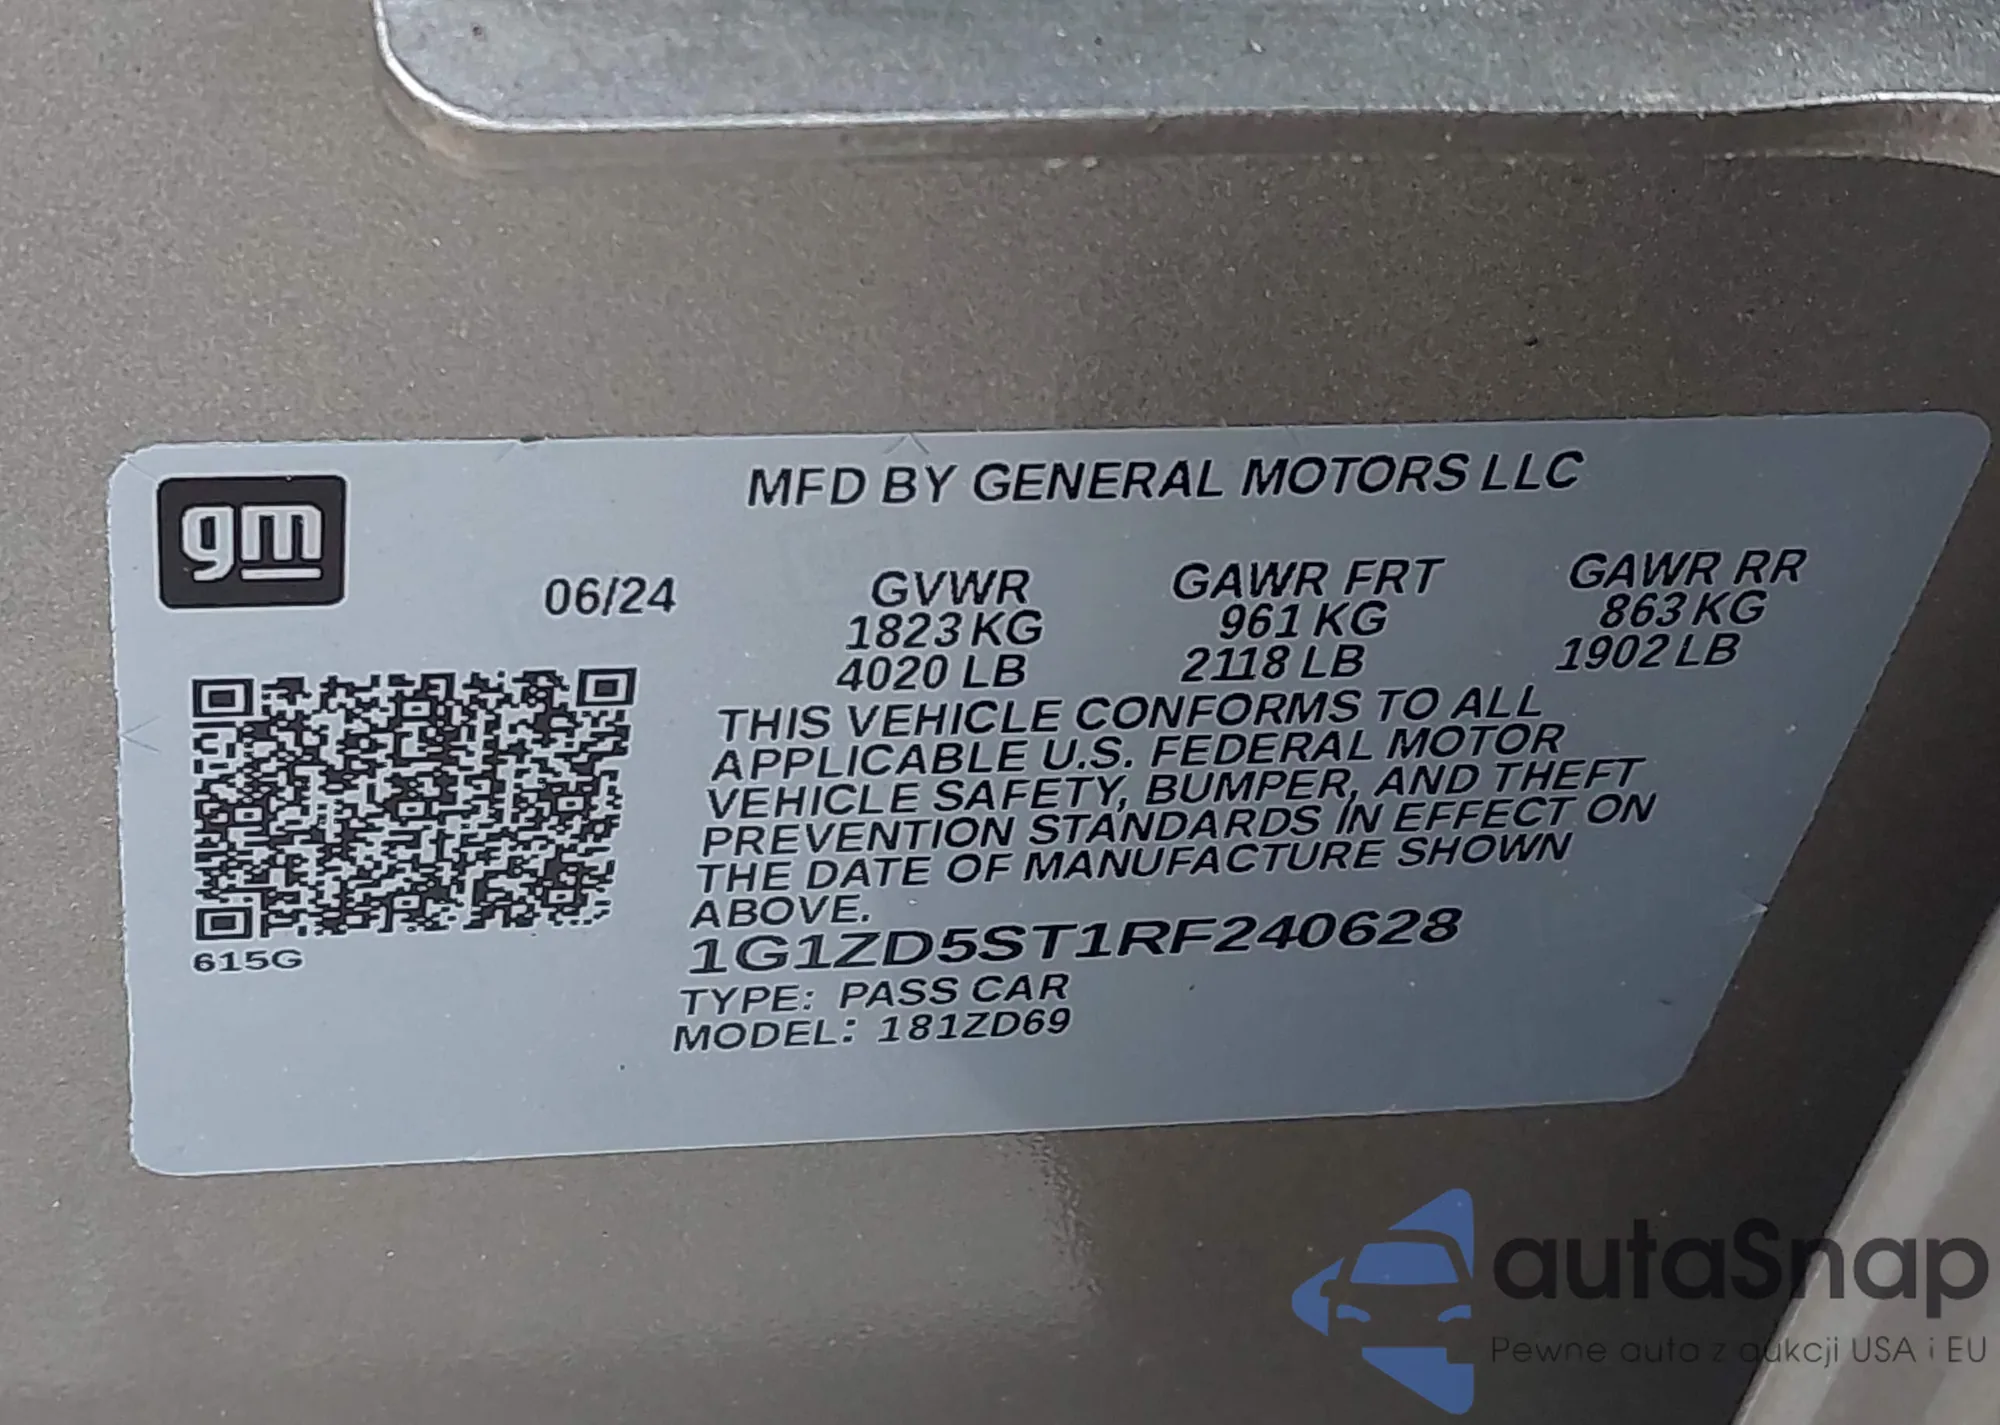 gm
MFD BY GENERAL MOTORS LLC
06/24
GVWR
1823 KG
4020 LB
GAWR FRT
961 KG
2118 LB
GAWR RR
863 KG
1902 LB
THIS VEHICLE CONFORMS TO ALL
APPLICABLE U.S. FEDERAL MOTOR
VEHICLE SAFETY, BUMPER, AND THEFT
PREVENTION STANDARDS IN EFFECT ON
THE DATE OF MANUFACTURE SHOWN
ABOVE.
615G
1G1ZD5ST1RF240628
TYPE: PASS CAR
MODEL: 181ZD69
autaSnap
Pewne auta z aukcji USA i EU